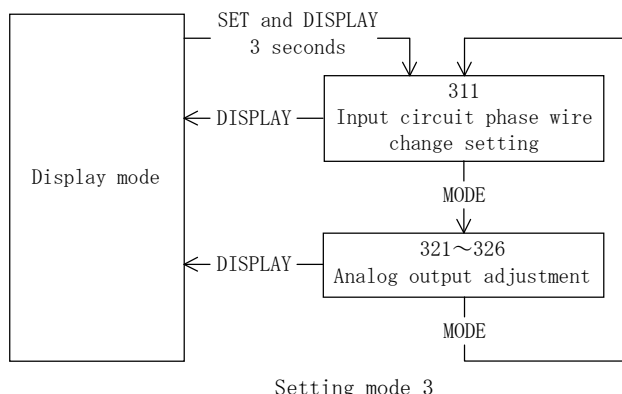 SET and DISPLAY
3 seconds
311
Input circuit phase wire
change setting
DISPLAY
Display mode
MODE
321～326
Analog output adjustment
DISPLAY
MODE
Setting mode 3